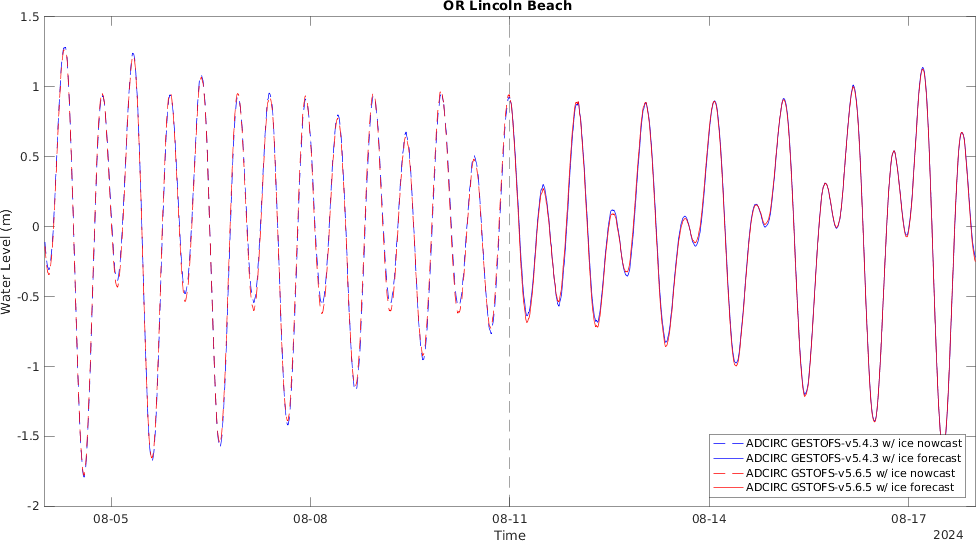 OR Lincoln Beach
1.5
1
0.5
0
-0.5
-1
-1.5
-2
Water Level (m)
08-05
08-08
08-11
08-14
08-17
Time
2024
ADCIRC GESTOFS-v5.4.3 w/ ice nowcast
ADCIRC GESTOFS-v5.4.3 w/ ice forecast
ADCIRC GSTOFS-v5.6.5 w/ ice nowcast
ADCIRC GSTOFS-v5.6.5 w/ ice forecast